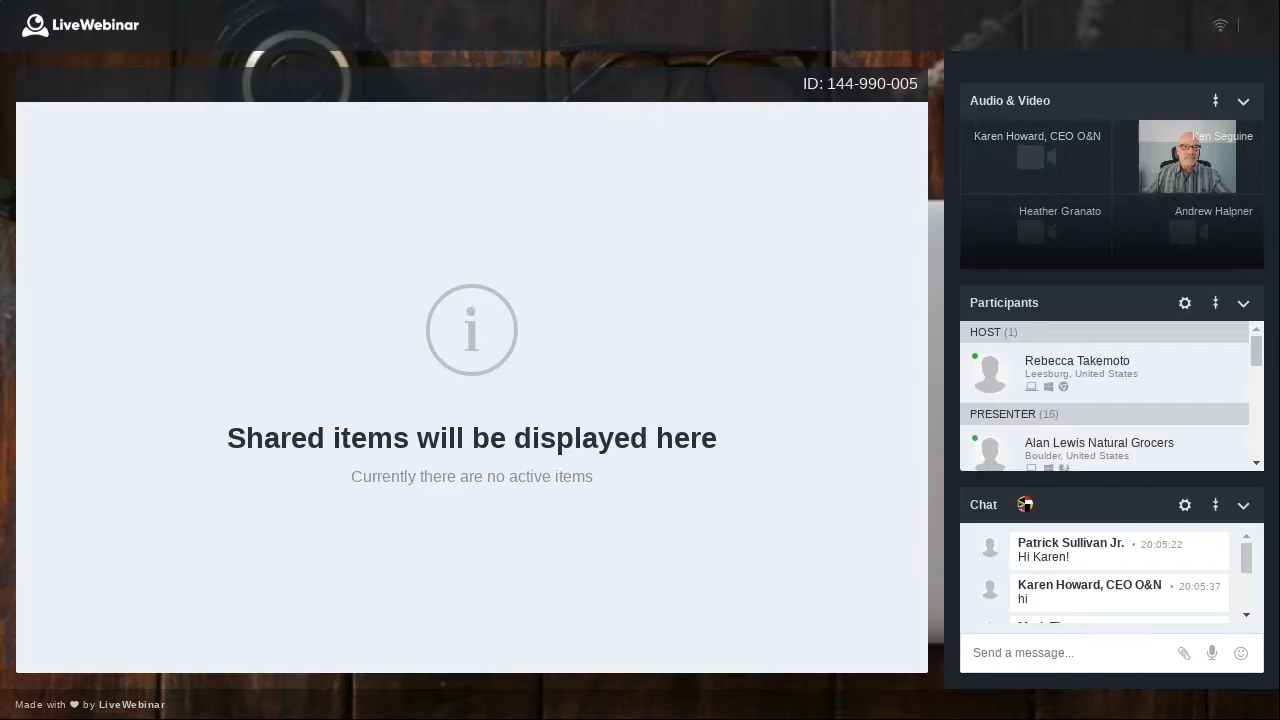 LiveWebinar
ID: 144-990-005
Shared items will be displayed here
Currently there are no active items
Audio & Video
Karen Howard, CEO O&N
Ken Seguine
Heather Granato
Andrew Halpner
Participants
HOST (1)
Rebecca Takemoto
Leesburg, United States
PRESENTER (16)
Alan Lewis Natural Grocers
Boulder, United States
Chat
Patrick Sullivan Jr. • 20:05:22
Hi Karen!
Karen Howard, CEO O&N • 20:05:37
hi
Send a message...
Made with by LiveWebinar